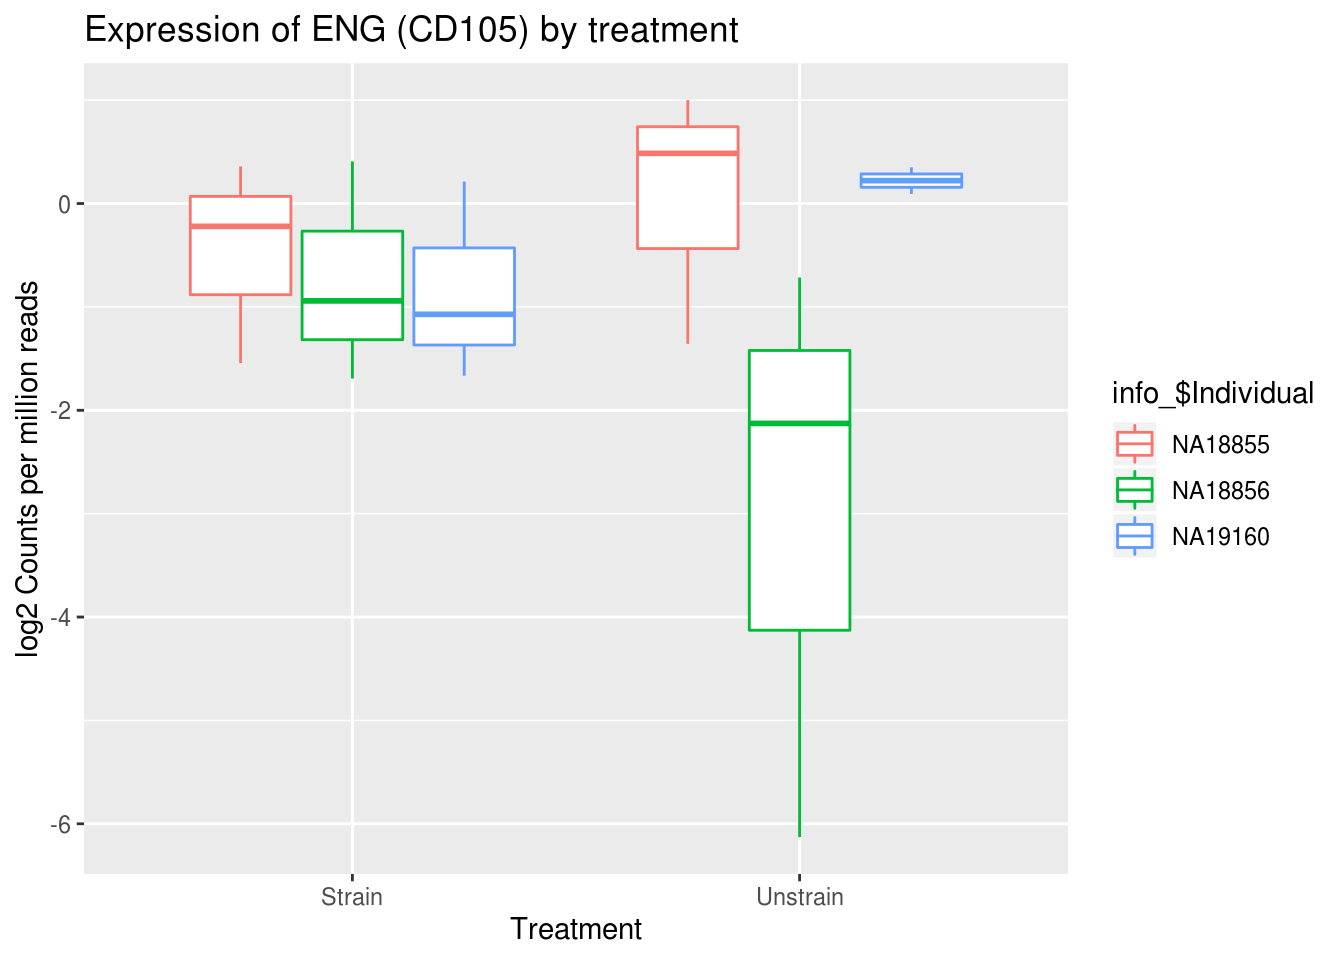 Expression of ENG (CD105) by treatment
log2 Counts per million reads
0
-2
-4
-6
Strain
Unstrain
Treatment
info_$Individual
NA18855
NA18856
NA19160